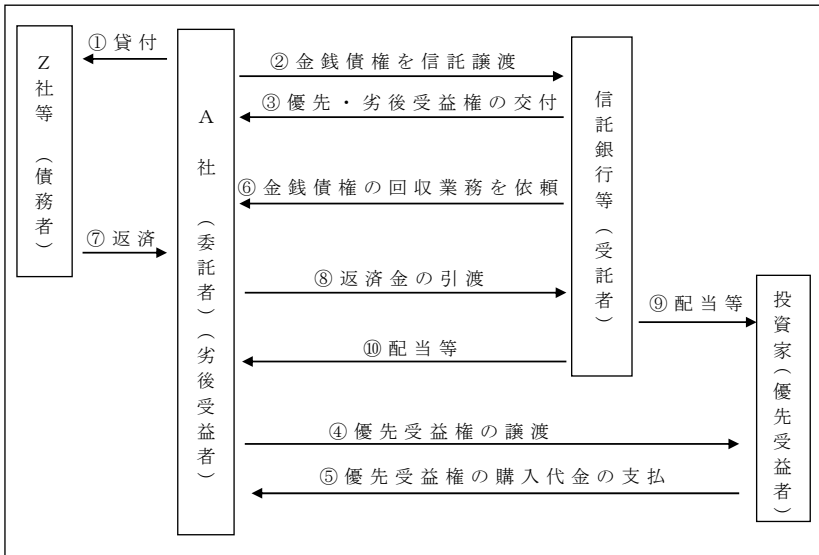 Z社等（債務者）
①貸付
⑦返済
A社（委託者）（劣後受益者）
②金銭債権を信託譲渡
③優先・劣後受益権の交付
⑥金銭債権の回収業務を依頼
⑧返済金の引渡
⑩配当等
④優先受益権の譲渡
⑤優先受益権の購入代金の支払
信託銀行等（受託者）
⑨配当等
投資家（優先受益者）